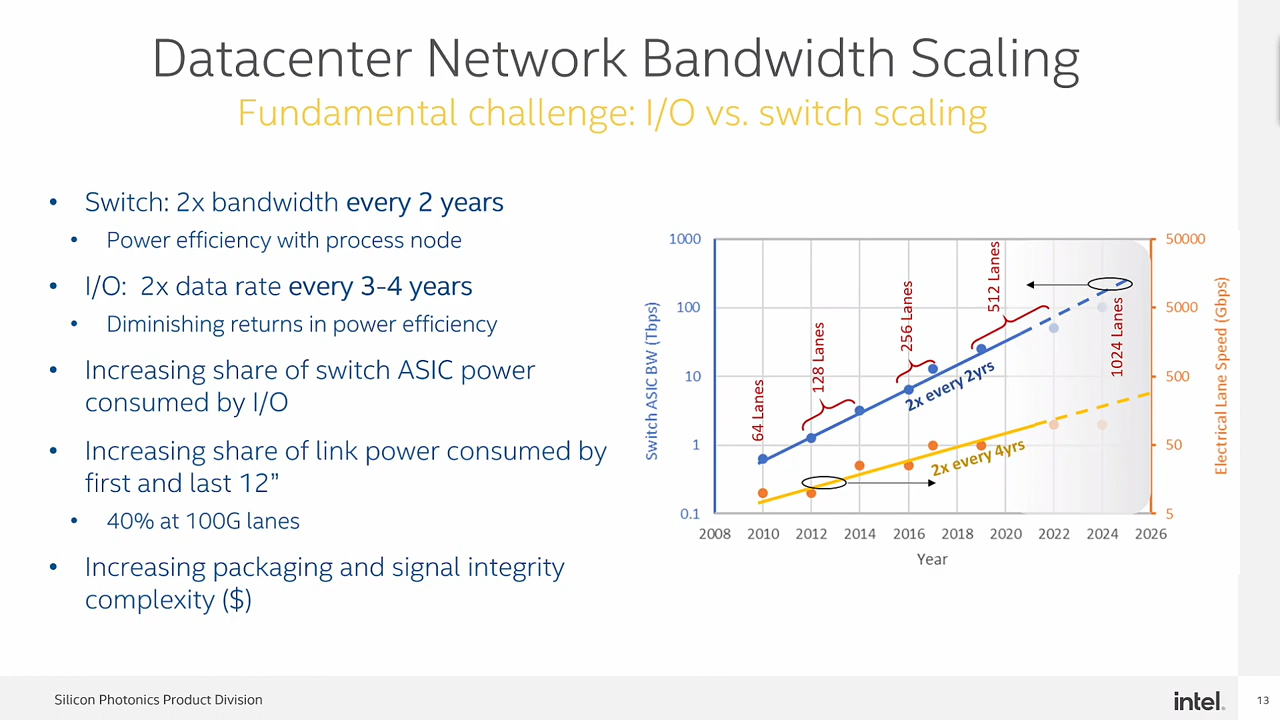 Datacenter Network Bandwidth Scaling
Fundamental challenge: I/O vs. switch scaling
• Switch: 2x bandwidth every 2 years
• Power efficiency with process node
• I/O: 2x data rate every 3-4 years
• Diminishing returns in power efficiency
• Increasing share of switch ASIC power
consumed by I/O
• Increasing share of link power consumed by
first and last 12”
• 40% at 100G lanes
• Increasing packaging and signal integrity
complexity ($)
Switch ASIC BW (Tbps)
1000
100
10
1
0.1
64 Lanes
128 Lanes
256 Lanes
512 Lanes
1024 Lanes
2x every 2yrs
2x every 4yrs
50000
5000
500
50
5
Electrical Lane Speed (Gbps)
2008 2010 2012 2014 2016 2018 2020 2022 2024 2026
Year
Silicon Photonics Product Division
intel.
13